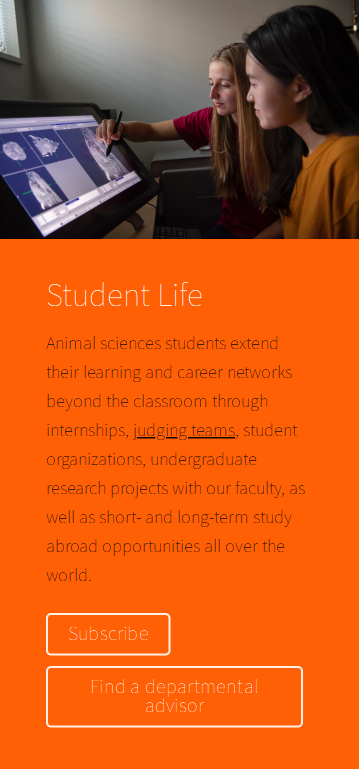 Student Life
Animal sciences students extend
their learning and career networks
beyond the classroom through
internships, judging teams, student
organizations, undergraduate
research projects with our faculty, as
well as short- and long-term study
abroad opportunities all over the
world.
Subscribe
Find a departmental
advisor